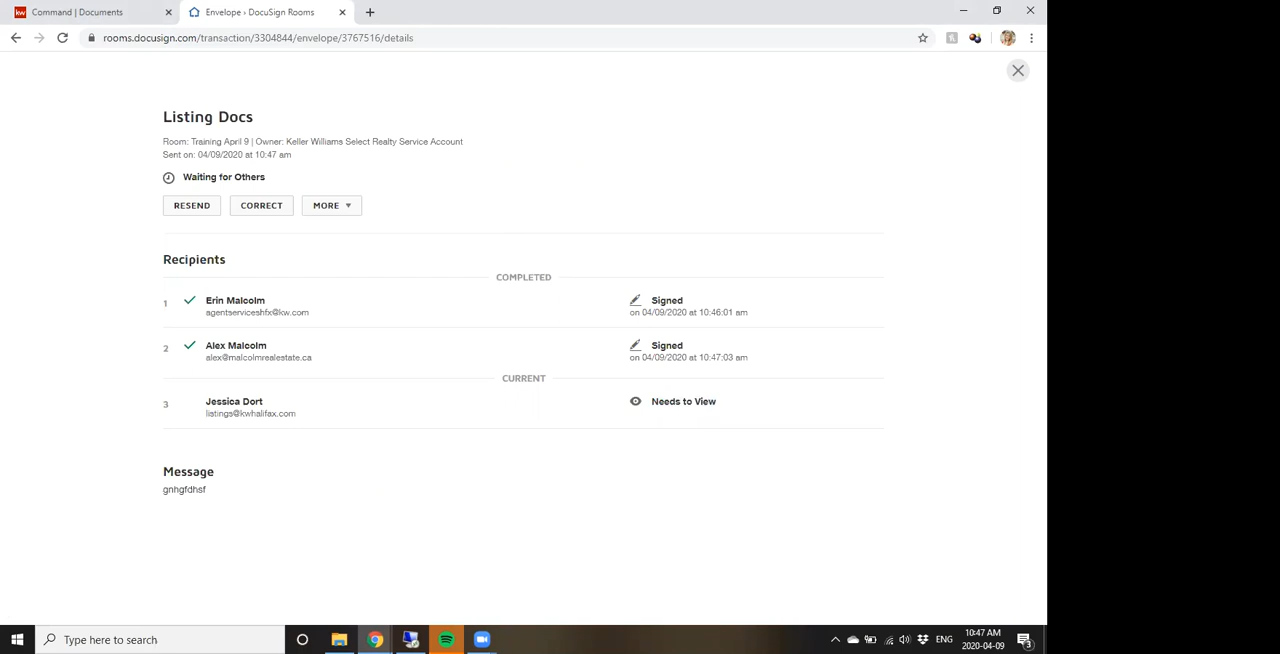 kw Command | Documents
Envelope › DocuSign Rooms
rooms.docusign.com/transaction/3304844/envelope/3767516/details
Listing Docs
Room: Training April 9 | Owner: Keller Williams Select Realty Service Account
Sent on: 04/09/2020 at 10:47 am
Waiting for Others
RESEND CORRECT MORE
Recipients
COMPLETED
1 Erin Malcolm Signed
agentserviceshfx@kw.com on 04/09/2020 at 10:46:01 am
2 Alex Malcolm Signed
alex@malcolmrealestate.ca on 04/09/2020 at 10:47:03 am
CURRENT
3 Jessica Dort Needs to View
listings@kwhalifax.com
Message
gnhgfdhsf
Type here to search
ENG
10:47 AM
2020-04-09
3